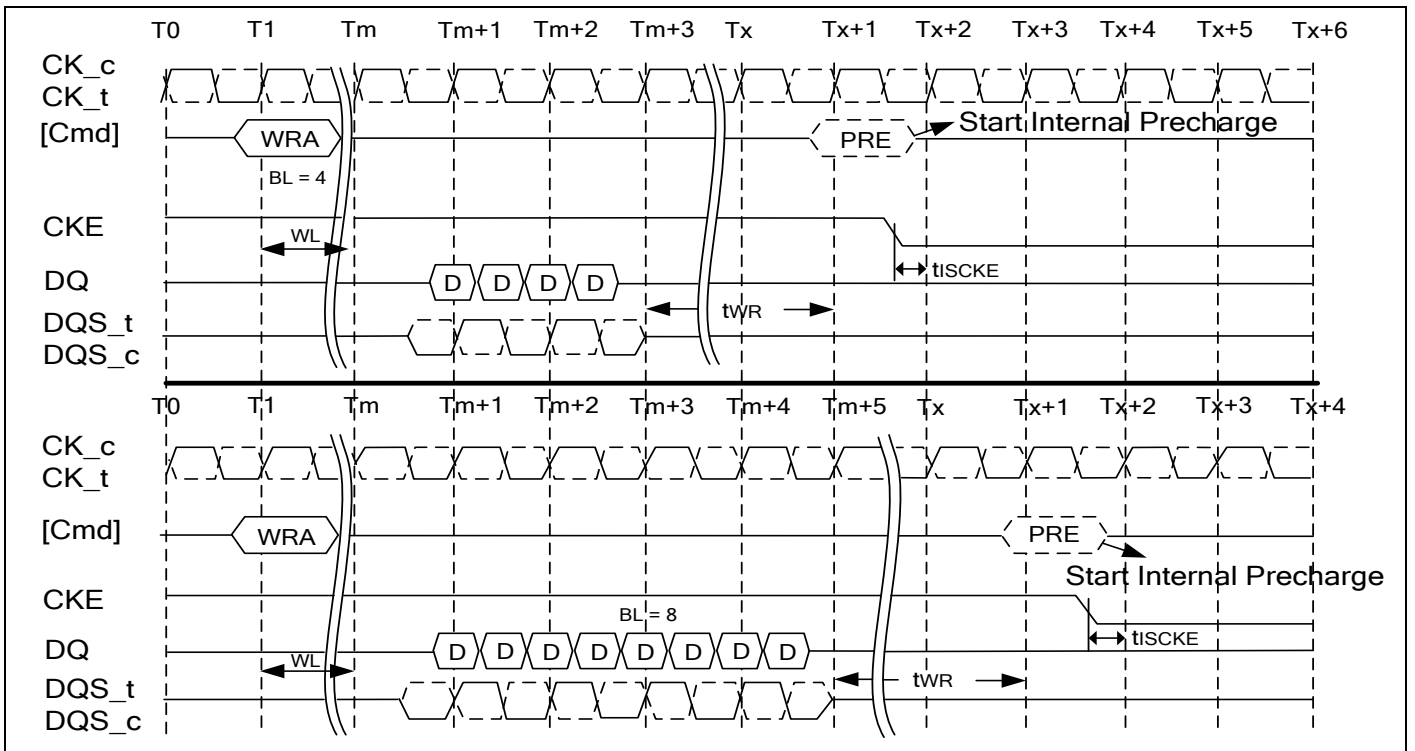 T0 T1 Tm Tm+1 Tm+2 Tm+3 Tx Tx+1 Tx+2 Tx+3 Tx+4 Tx+5 Tx+6
CK_c
CK_t
[Cmd] WRA PRE Start Internal Precharge
BL = 4
CKE
WL
tISCKE
DQ D D D D
tWR
DQS_t
DQS_c
T0 T1 Tm Tm+1 Tm+2 Tm+3 Tm+4 Tm+5 Tx Tx+1 Tx+2 Tx+3 Tx+4
CK_c
CK_t
[Cmd] WRA PRE
Start Internal Precharge
CKE
BL = 8
tISCKE
DQ D D D D D D D D
WL
tWR
DQS_t
DQS_c